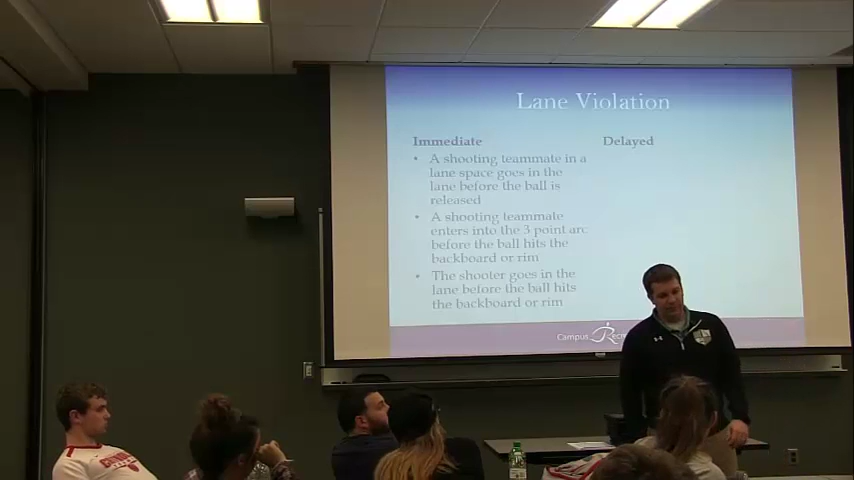 Lane Violation
Immediate
• A shooting teammate in a
lane space goes in the
lane before the ball is
released
• A shooting teammate
enters into the 3 point arc
before the ball hits the
backboard or rim
• The shooter goes in the
lane before the ball hits
the backboard or rim
Delayed
Campus